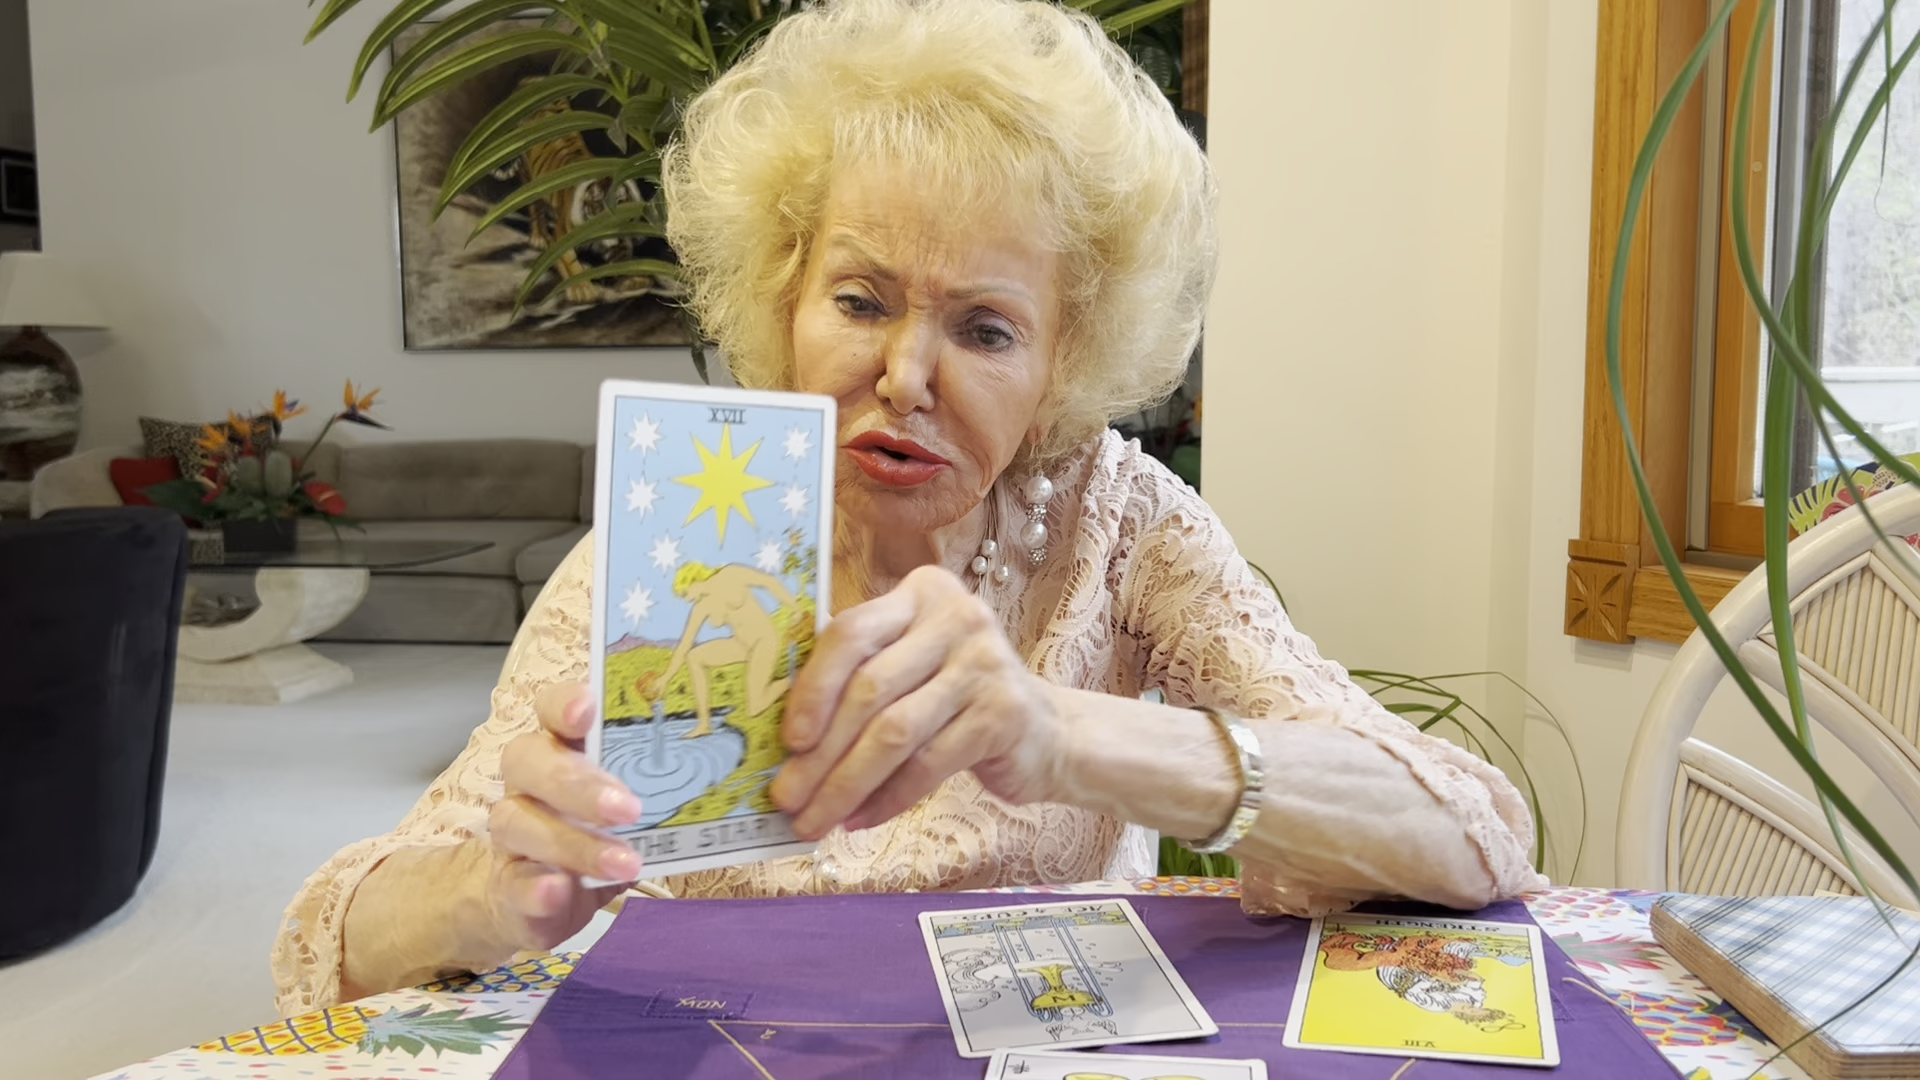 XVII
THE STAR
ACE of CUPS.
STRENGTH
VIII
NOW